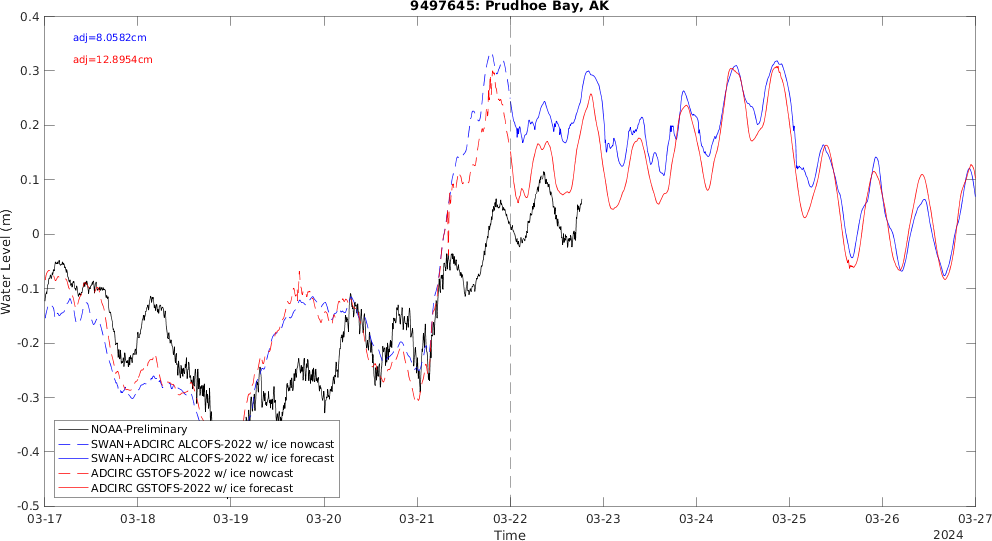 9497645: Prudhoe Bay, AK
adj=8.0582cm
adj=12.8954cm
Water Level (m)
0.4
0.3
0.2
0.1
0
-0.1
-0.2
-0.3
-0.4
-0.5
NOAA-Preliminary
SWAN+ADCIRC ALCOFS-2022 w/ ice nowcast
SWAN+ADCIRC ALCOFS-2022 w/ ice forecast
ADCIRC GSTOFS-2022 w/ ice nowcast
ADCIRC GSTOFS-2022 w/ ice forecast
03-17 03-18 03-19 03-20 03-21 03-22 03-23 03-24 03-25 03-26 03-27
Time
2024